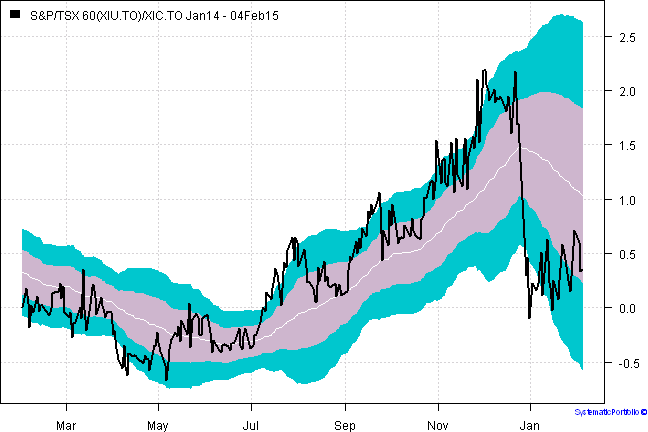 S&P/TSX 60(XIU.TO)/XIC.TO Jan14 - 04Feb15
2.5
2.0
1.5
1.0
0.5
0.0
-0.5
Mar May Jul Sep Nov Jan
SystematicPortfolio ©